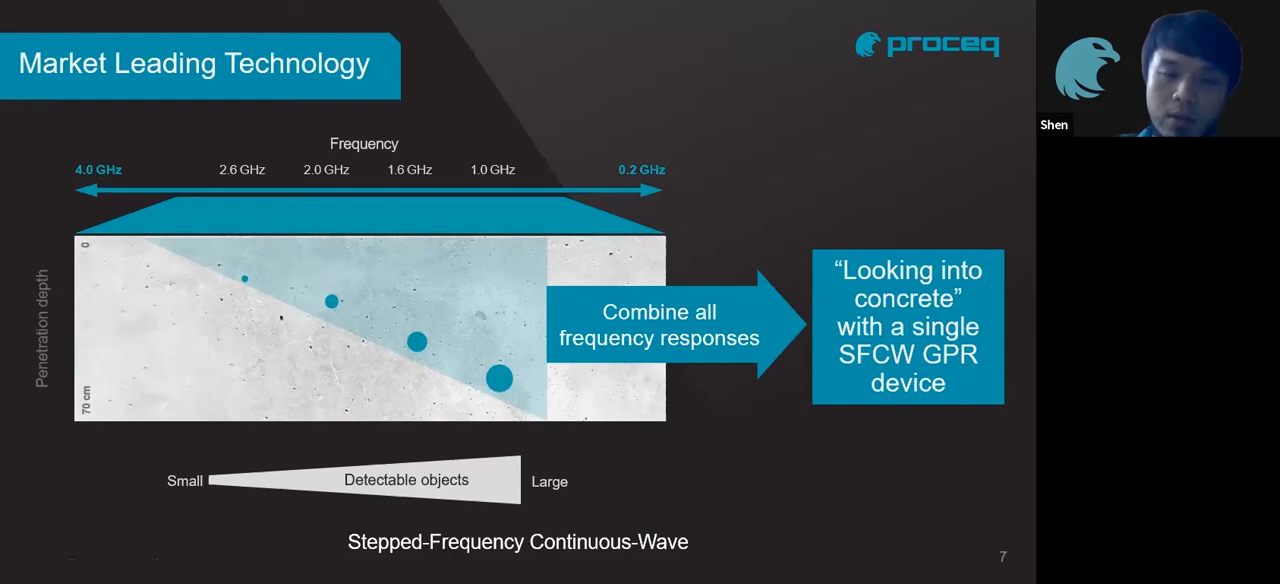 Market Leading Technology
proceq
Shen
Frequency
4.0 GHz 2.6 GHz 2.0 GHz 1.6 GHz 1.0 GHz 0.2 GHz
Penetration depth
0
70 cm
Combine all
frequency responses
“Looking into
concrete”
with a single
SFCW GPR
device
Small Detectable objects Large
Stepped-Frequency Continuous-Wave
7